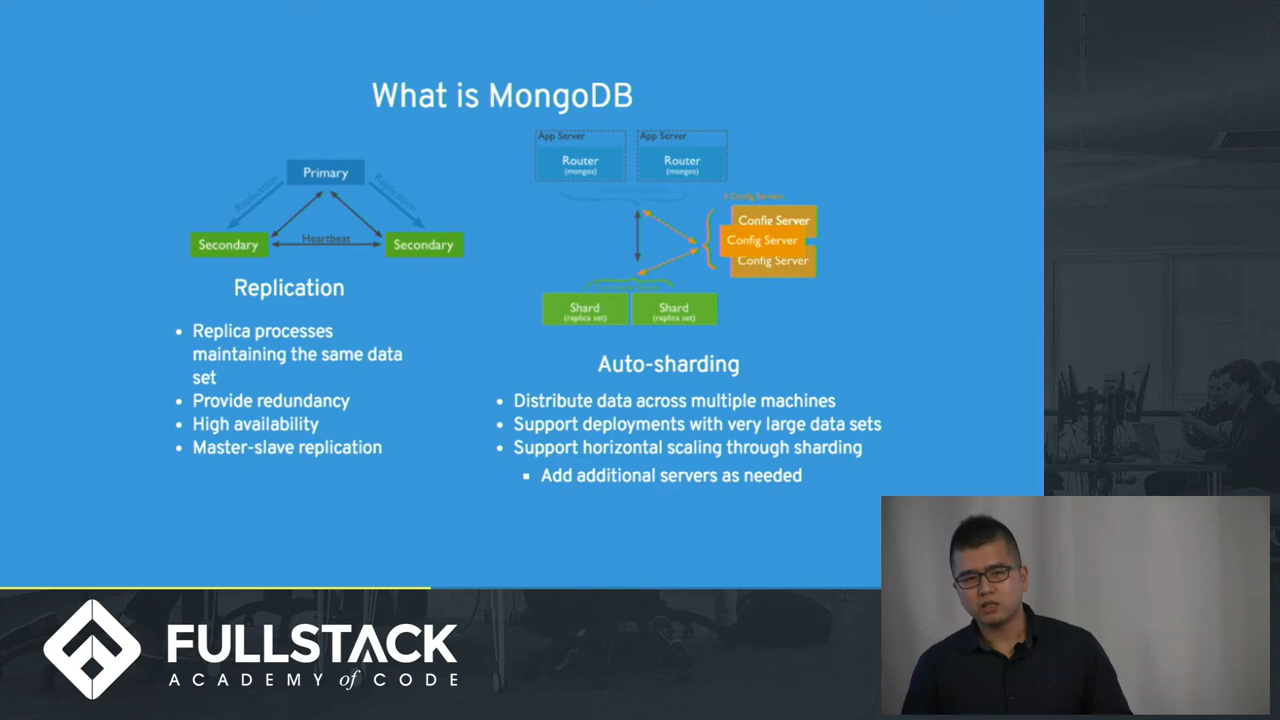 What is MongoDB
Primary
Replication
Replication
Secondary
Heartbeat
Secondary
Replication
• Replica processes
maintaining the same data
set
• Provide redundancy
• High availability
• Master-slave replication
App Server
App Server
Router
(mongos)
Router
(mongos)
Config Servers
Config Server
Config Server
Config Server
Shard
(replica set)
Shard
(replica set)
Auto-sharding
• Distribute data across multiple machines
• Support deployments with very large data sets
• Support horizontal scaling through sharding
▪ Add additional servers as needed
FULLSTACK
ACADEMY of CODE